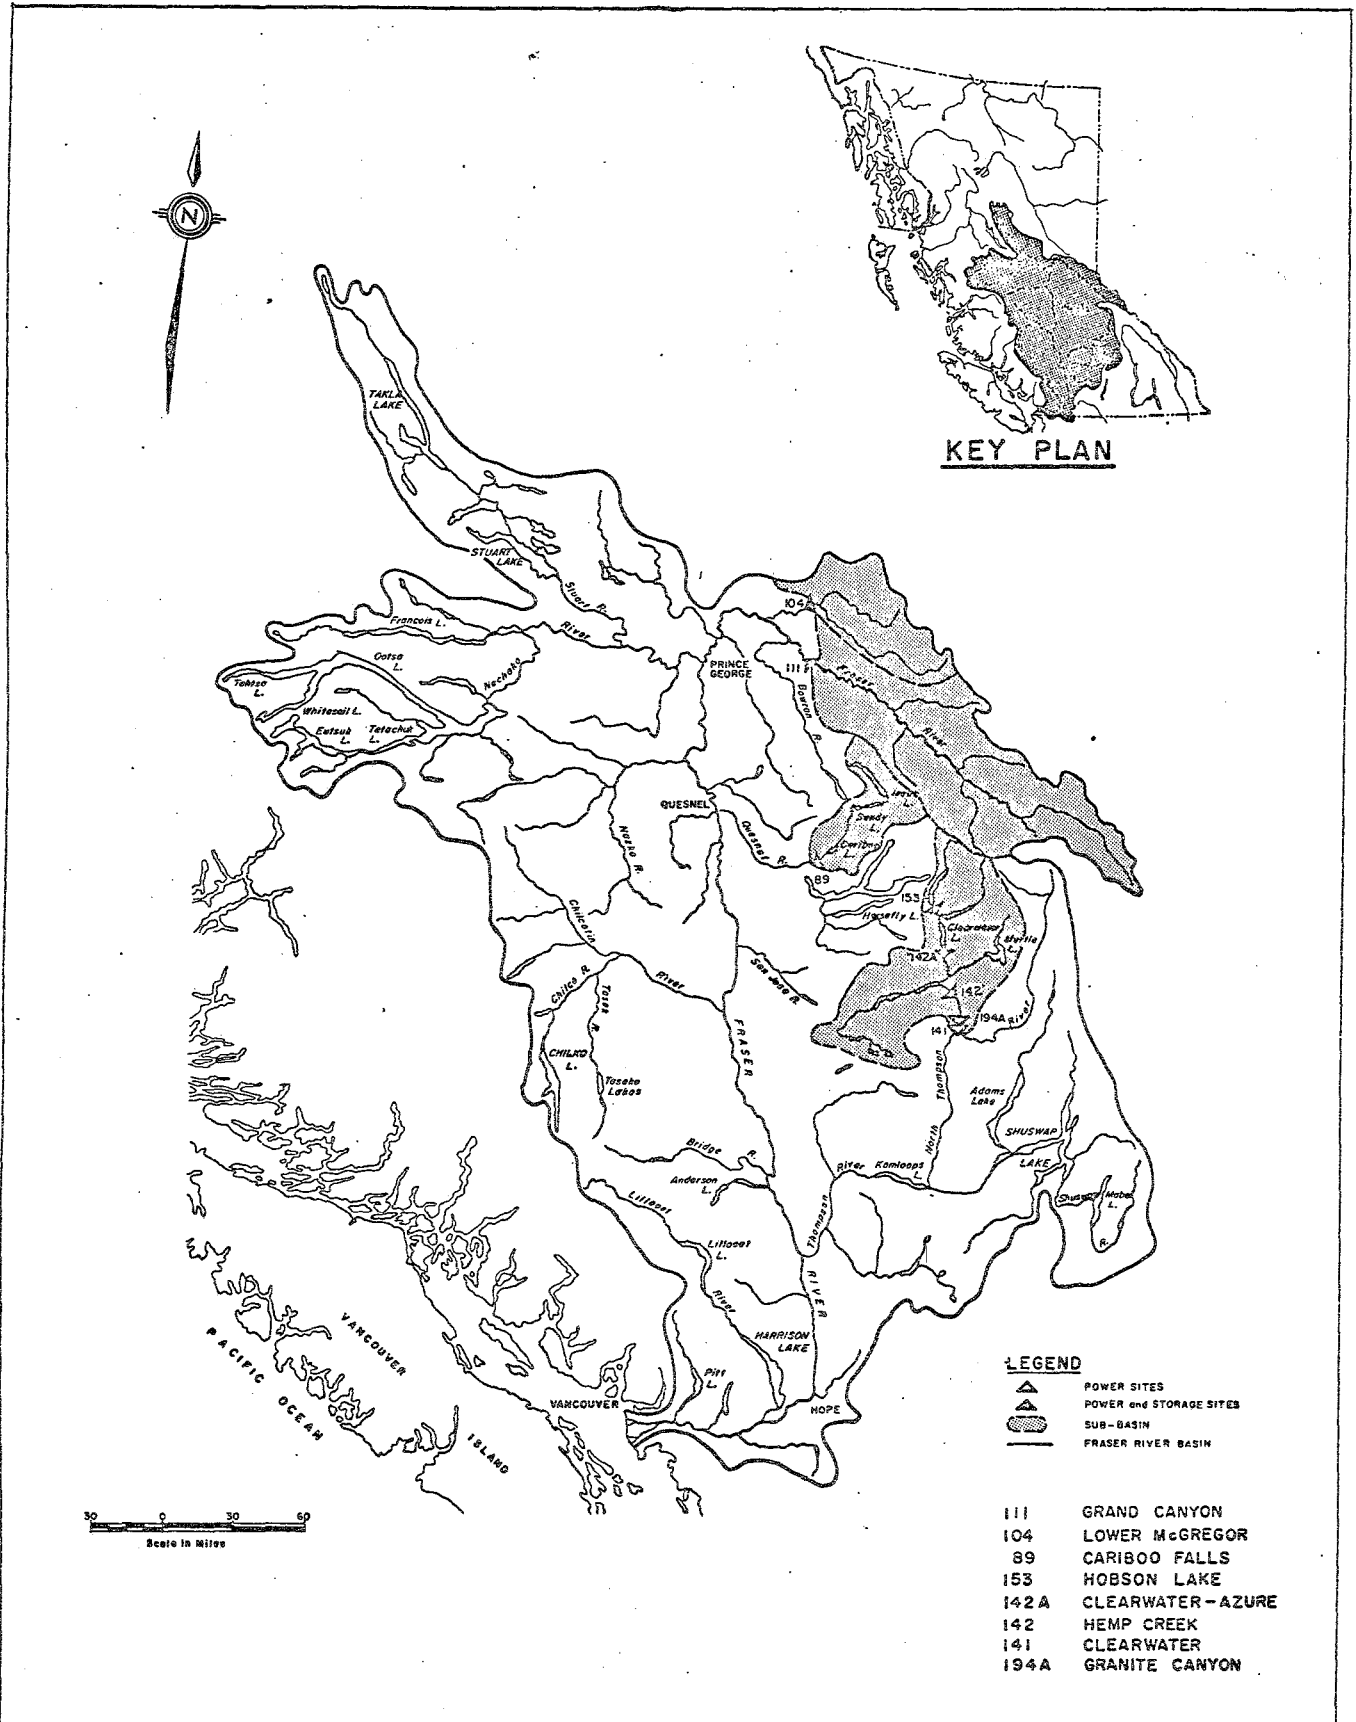 N
KEY PLAN
TAKLA
LAKE
STUART
LAKE
Stuart R.
104
Francois L.
River
Ootsa
L.
PRINCE
GEORGE
111
Fraser
Nechako
Bowron R.
Whitesail L.
Eutsuk
L.
Tetachuk
L.
River
QUESNEL
Sandy
L.
Quesnel R.
Cariboo
L.
Nazko R.
89
153
Horsefly L.
Chilcotin
Clearwater
L.
Myrtle
L.
142A
San Jose R.
Chilco R.
River
Taseo R.
142
194A
River
141
FRASER
CHILKO
L.
Taseko
Lakes
Thompson
Adams
Lake
SHUSWAP
North
Bridge
R.
River
Kamloops
L.
LAKE
Anderson
L.
Shuswap
Mabel
L.
R.
Lillooet
Thompson
Lillooet
L.
River
RIVER
HARRISON
LAKE
VANCOUVER
PACIFIC OCEAN
Pitt
L.
VANCOUVER
HOPE
ISLAND
LEGEND
POWER SITES
POWER and STORAGE SITES
SUB-BASIN
FRASER RIVER BASIN
30 0 30 60
Scale in Miles
111 GRAND CANYON
104 LOWER McGREGOR
89 CARIBOO FALLS
153 HOBSON LAKE
142A CLEARWATER-AZURE
142 HEMP CREEK
141 CLEARWATER
194A GRANITE CANYON